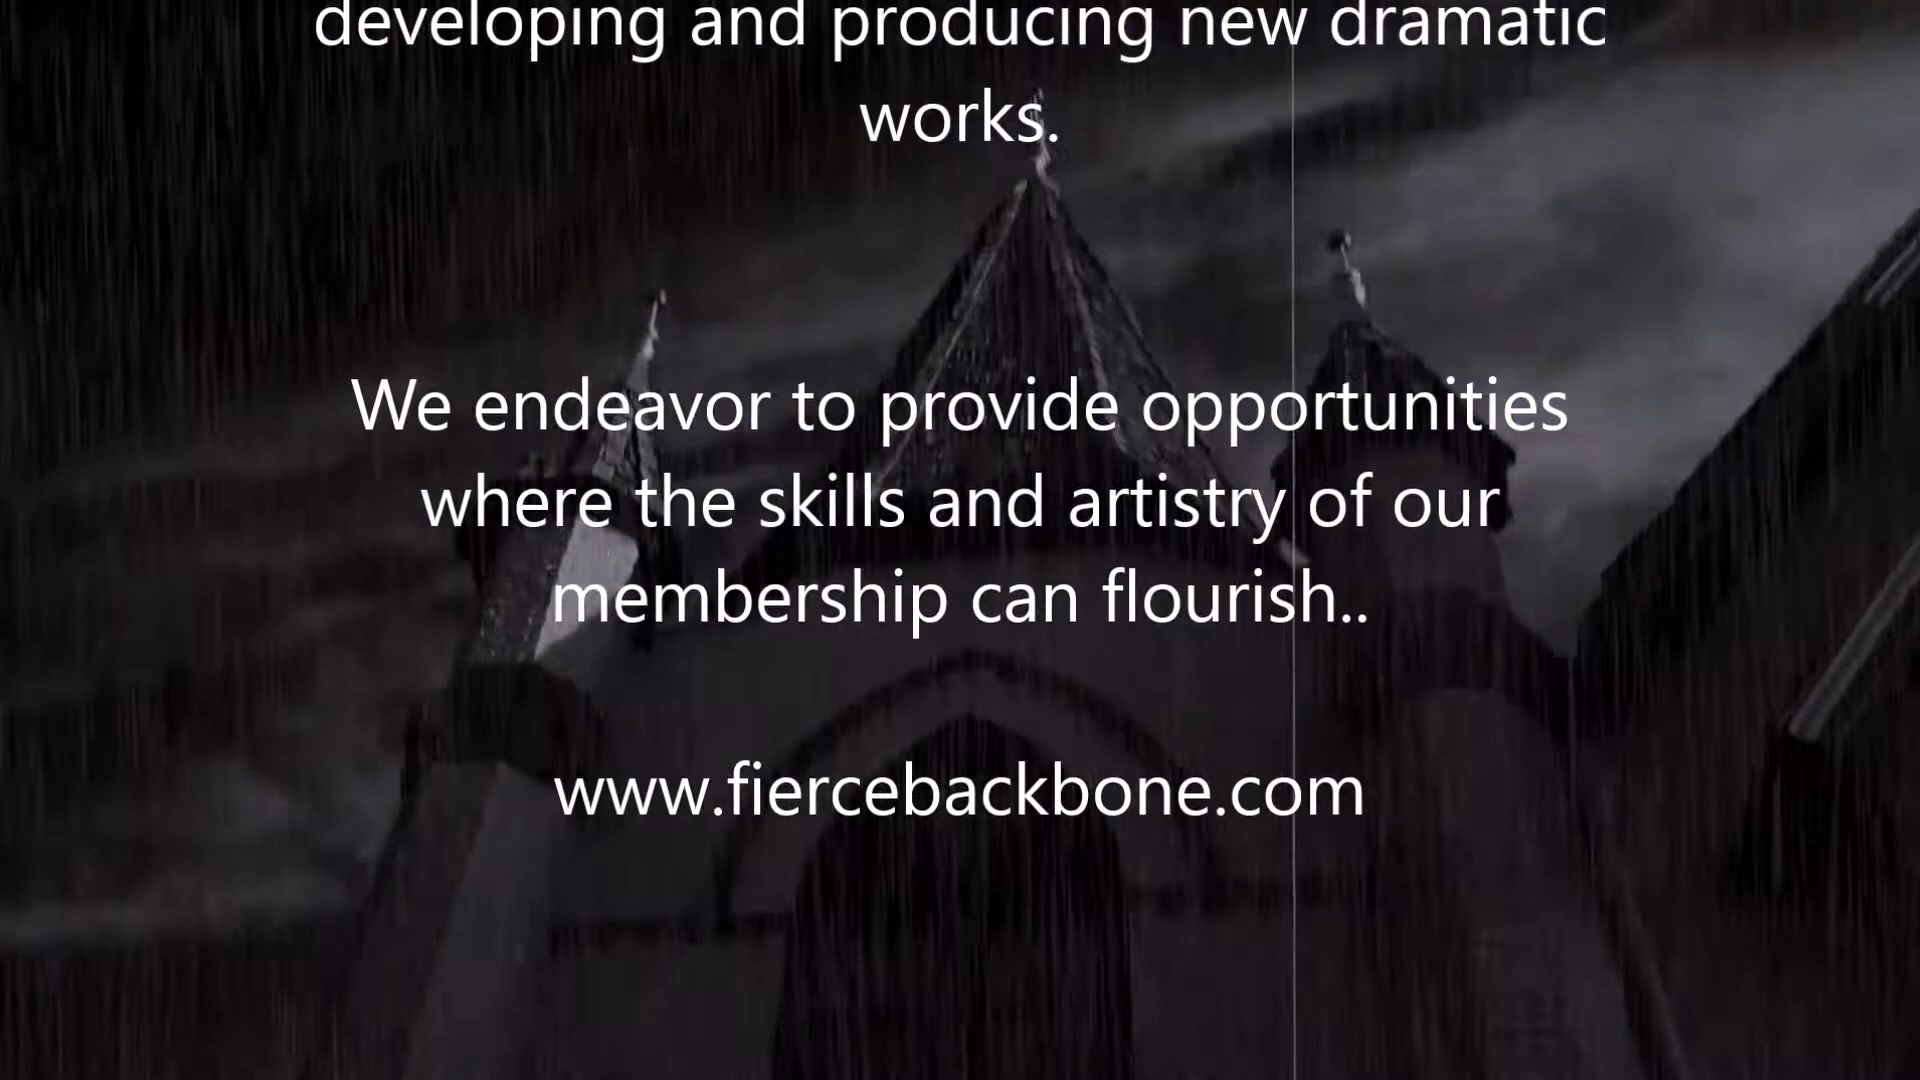 developing and producing new dramatic
works.
We endeavor to provide opportunities
where the skills and artistry of our
membership can flourish..
www.fiercebackbone.com